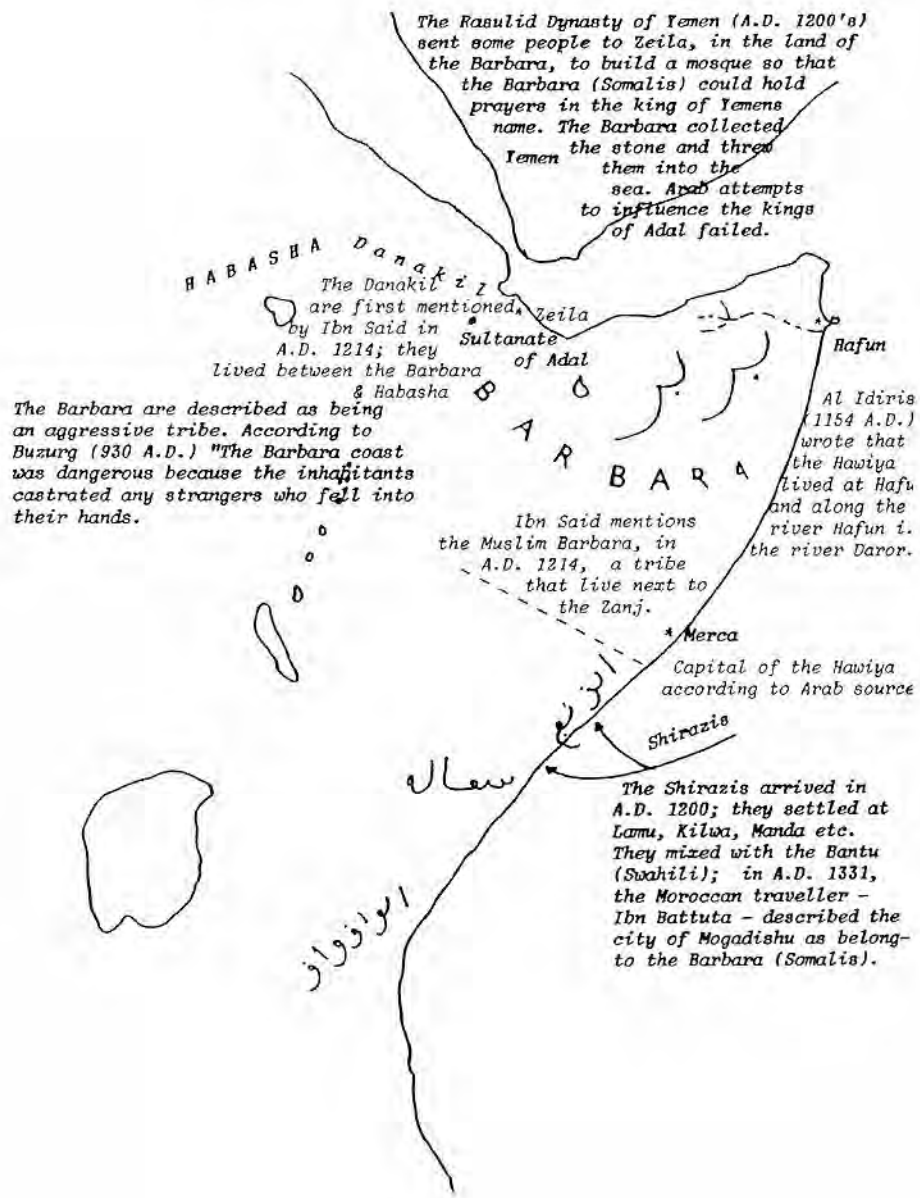 The Rasulid Dynasty of Yemen (A.D. 1200's)
sent some people to Zeila, in the land of
the Barbara, to build a mosque so that
the Barbara (Somalis) could hold
prayers in the king of Yemens
name. The Barbara collected
the stone and threw
them into the
sea. Arab attempts
to influence the kings
of Adal failed.
Yemen
HABASHA Danakil
The Danakil
are first mentioned
by Ibn Said in
A.D. 1214; they
lived between the Barbara
& Habasha
Zeila
Sultanate
of Adal
Hafun
بربر
BARBARA
The Barbara are described as being
an aggressive tribe. According to
Buzurg (930 A.D.) "The Barbara coast
was dangerous because the inhabitants
castrated any strangers who fell into
their hands.
Al Idiris
(1154 A.D.)
wrote that
the Hawiya
lived at Hafu
and along the
river Hafun i.
the river Daror.
Ibn Said mentions
the Muslim Barbara, in
A.D. 1214, a tribe
that live next to
the Zanj.
Merca
Capital of the Hawiya
according to Arab source
الزنج
Shirazis
سماله
The Shirazis arrived in
A.D. 1200; they settled at
Lamu, Kilwa, Manda etc.
They mixed with the Bantu
(Swahili); in A.D. 1331,
the Moroccan traveller -
Ibn Battuta - described the
city of Mogadishu as belong-
to the Barbara (Somalis).
الواقواق